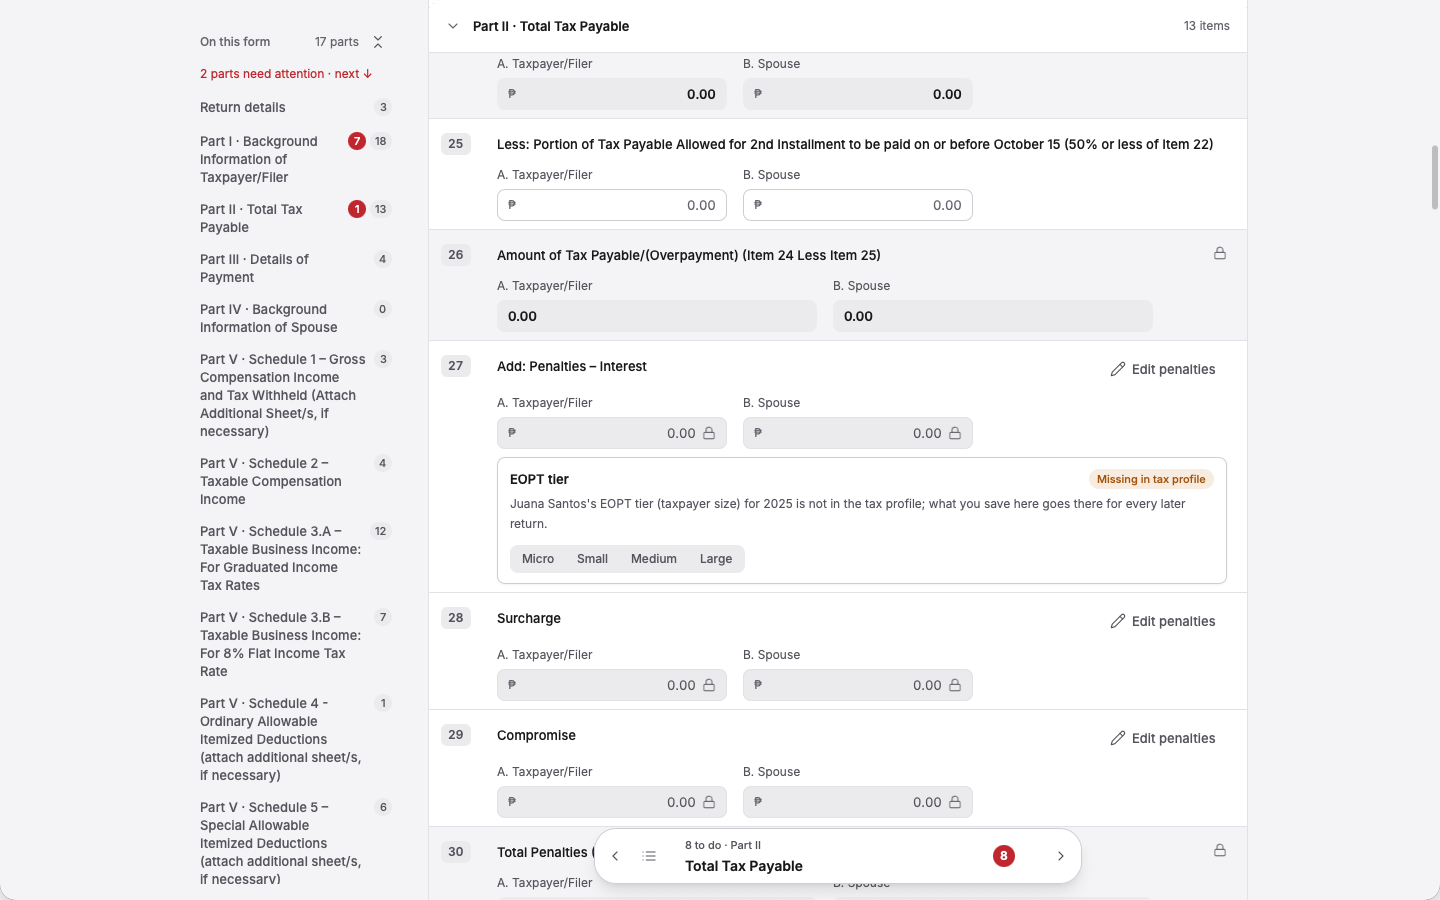 On this form
17 parts
2 parts need attention · next ↓
Return details
3
Part I · Background
Information of
Taxpayer/Filer
7
18
Part II · Total Tax
Payable
1
13
Part III · Details of
Payment
4
Part IV · Background
Information of Spouse
0
Part V · Schedule 1 – Gross
Compensation Income
and Tax Withheld (Attach
Additional Sheet/s, if
necessary)
3
Part V · Schedule 2 –
Taxable Compensation
Income
4
Part V · Schedule 3.A –
Taxable Business Income:
For Graduated Income
Tax Rates
12
Part V · Schedule 3.B –
Taxable Business Income:
For 8% Flat Income Tax
Rate
7
Part V · Schedule 4 -
Ordinary Allowable
Itemized Deductions
(attach additional sheet/s,
if necessary)
1
Part V · Schedule 5 –
Special Allowable
Itemized Deductions
(attach additional sheet/s,
if necessary)
6
Part II · Total Tax Payable
13 items
A. Taxpayer/Filer
B. Spouse
₱ 0.00
₱ 0.00
25
Less: Portion of Tax Payable Allowed for 2nd Installment to be paid on or before October 15 (50% or less of Item 22)
A. Taxpayer/Filer
B. Spouse
₱ 0.00
₱ 0.00
26
Amount of Tax Payable/(Overpayment) (Item 24 Less Item 25)
A. Taxpayer/Filer
B. Spouse
0.00
0.00
27
Add: Penalties – Interest
Edit penalties
A. Taxpayer/Filer
B. Spouse
₱ 0.00
₱ 0.00
EOPT tier
Missing in tax profile
Juana Santos's EOPT tier (taxpayer size) for 2025 is not in the tax profile; what you save here goes there for every later
return.
Micro
Small
Medium
Large
28
Surcharge
Edit penalties
A. Taxpayer/Filer
B. Spouse
₱ 0.00
₱ 0.00
29
Compromise
Edit penalties
A. Taxpayer/Filer
B. Spouse
₱ 0.00
₱ 0.00
30
Total Penalties (
A. Taxpayer/Filer
B. Spouse
8 to do · Part II
Total Tax Payable
8